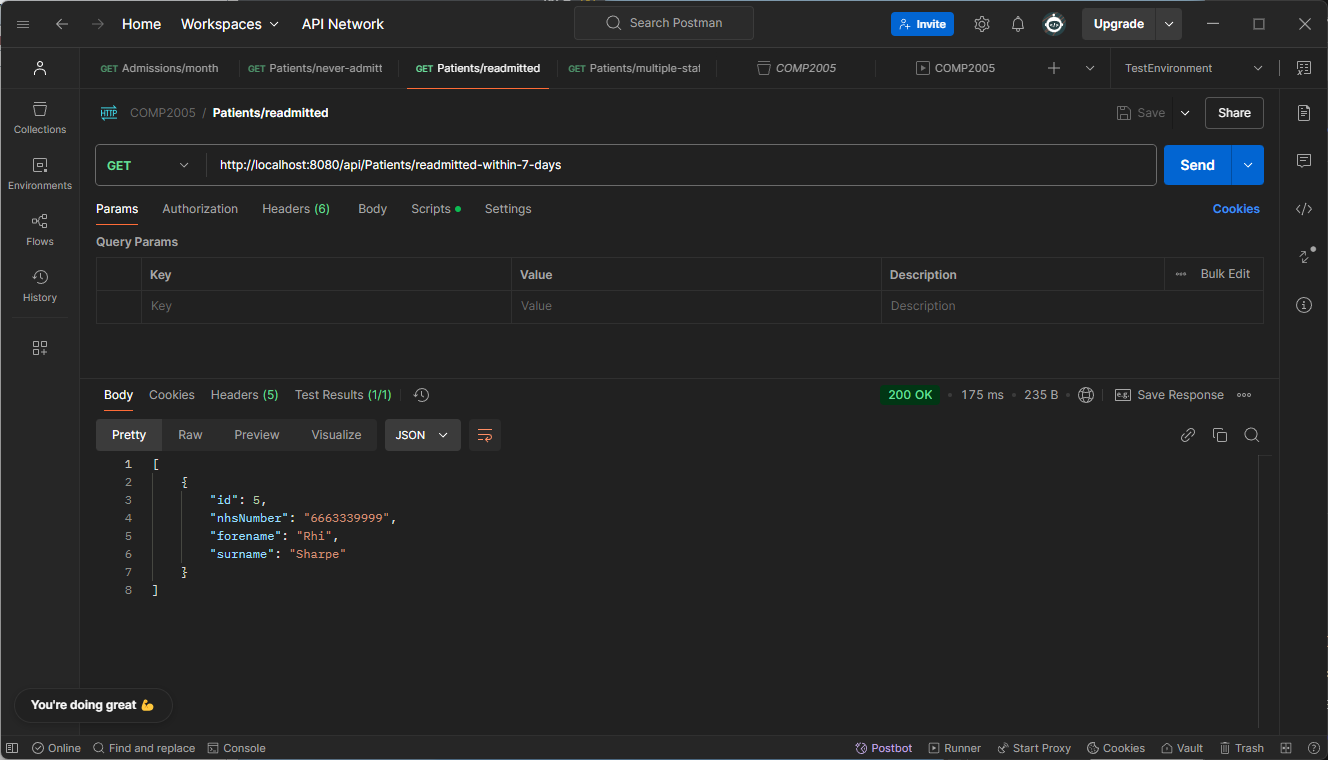 Home Workspaces API Network Search Postman Invite Upgrade
GET Admissions/month GET Patients/never-admitt GET Patients/readmitted GET Patients/multiple-staf COMP2005 COMP2005 TestEnvironment
HTTP COMP2005 / Patients/readmitted Save Share
Collections
Environments
Flows
History
GET http://localhost:8080/api/Patients/readmitted-within-7-days Send
Params Authorization Headers (6) Body Scripts Settings Cookies
Query Params
Key Value Description Bulk Edit
Key Value Description
Body Cookies Headers (5) Test Results (1/1) 200 OK 175 ms 235 B e.g. Save Response
Pretty Raw Preview Visualize JSON
1 [
2 {
3 "id": 5,
4 "nhsNumber": "6663339999",
5 "forename": "Rhi",
6 "surname": "Sharpe"
7 }
8 ]
You're doing great 💪
Online Find and replace Console Postbot Runner Start Proxy Cookies Vault Trash